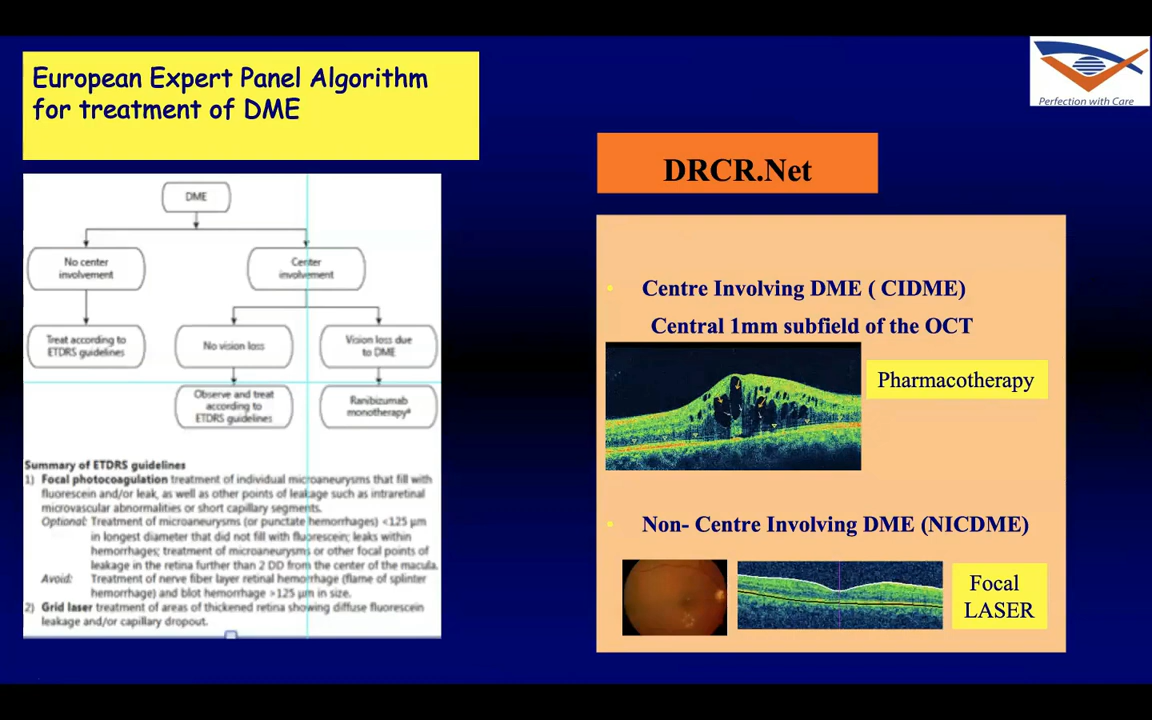 European Expert Panel Algorithm
for treatment of DME
Perfection with Care
DRCR.Net
DME
No center
involvement
Center
involvement
Treat according to
ETDRS guidelines
No vision loss
Vision loss due
to DME
Observe and treat
according to
ETDRS guidelines
Ranibizumab
monotherapyª
Summary of ETDRS guidelines
1) Focal photocoagulation treatment of individual microaneurysms that fill with
fluorescein and/or leak, as well as other points of leakage such as intraretinal
microvascular abnormalities or short capillary segments.
Optional: Treatment of microaneurysms (or punctate hemorrhages) <125 µm
in longest diameter that did not fill with fluorescein; leaks within
hemorrhages; treatment of microaneurysms or other focal points of
leakage in the retina further than 2 DD from the center of the macula.
Avoid: Treatment of nerve fiber layer retinal hemorrhage (flame of splinter
hemorrhage) and blot hemorrhage >125 µm in size.
2) Grid laser treatment of areas of thickened retina showing diffuse fluorescein
leakage and/or capillary dropout.
• Centre Involving DME ( CIDME)
Central 1mm subfield of the OCT
Pharmacotherapy
• Non- Centre Involving DME (NICDME)
Focal
LASER